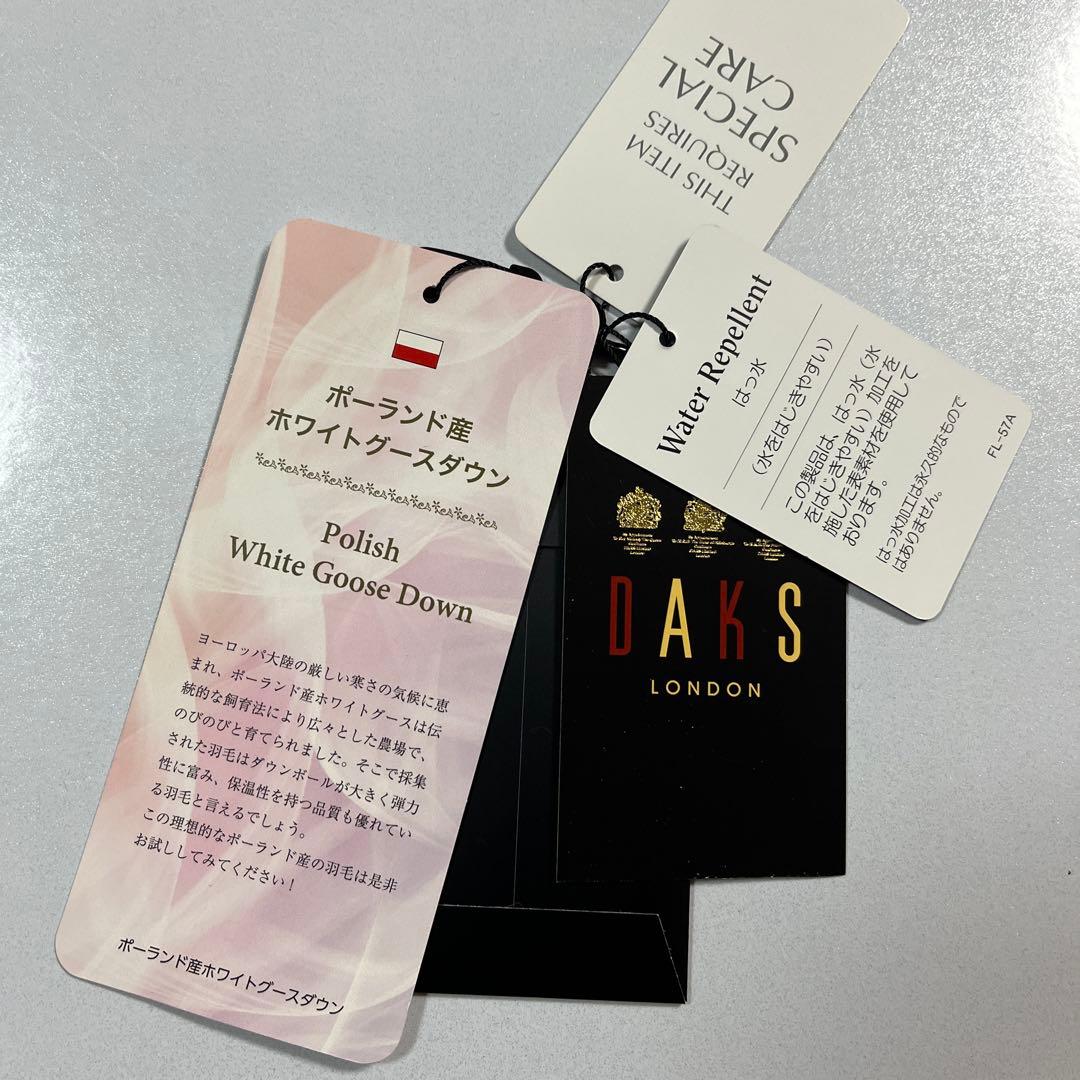 THIS ITEM
REQUIRES
SPECIAL
CARE
Water Repellent
はっ水
(水をはじきやすい)
この製品は、はっ水(水
をはじきやすい)加工を
施した表素材を使用して
おります。
はっ水加工は永久的なもので
はありません。
FL-57A
ポーランド産
ホワイトグースダウン
Polish
White Goose Down
ヨーロッパ大陸の厳しい寒さの気候に恵
まれ、ポーランド産ホワイトグースは伝
統的な飼育法により広々とした農場で、
のびのびと育てられました。そこで採集
された羽毛はダウンボールが大きく弾力
性に富み、保温性を持つ品質も優れてい
る羽毛と言えるでしょう。
この理想的なポーランド産の羽毛は是非
お試ししてみてください!
ポーランド産ホワイトグースダウン
DAKS
LONDON